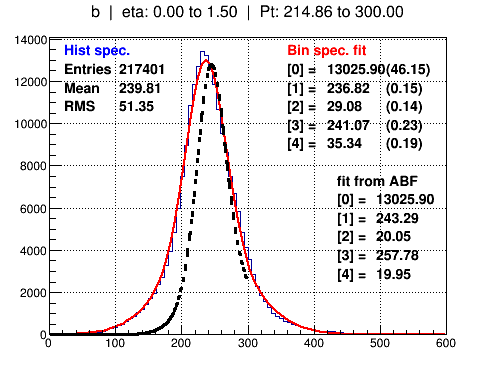 b | eta: 0.00 to 1.50 | Pt: 214.86 to 300.00
Hist spec.
Entries 217401
Mean 239.81
RMS 51.35
Bin spec. fit
[0] = 13025.90(46.15)
[1] = 236.82 (0.15)
[2] = 29.08 (0.14)
[3] = 241.07 (0.23)
[4] = 35.34 (0.19)
fit from ABF
[0] = 13025.90
[1] = 243.29
[2] = 20.05
[3] = 257.78
[4] = 19.95
14000
12000
10000
8000
6000
4000
2000
0
0 100 200 300 400 500 600